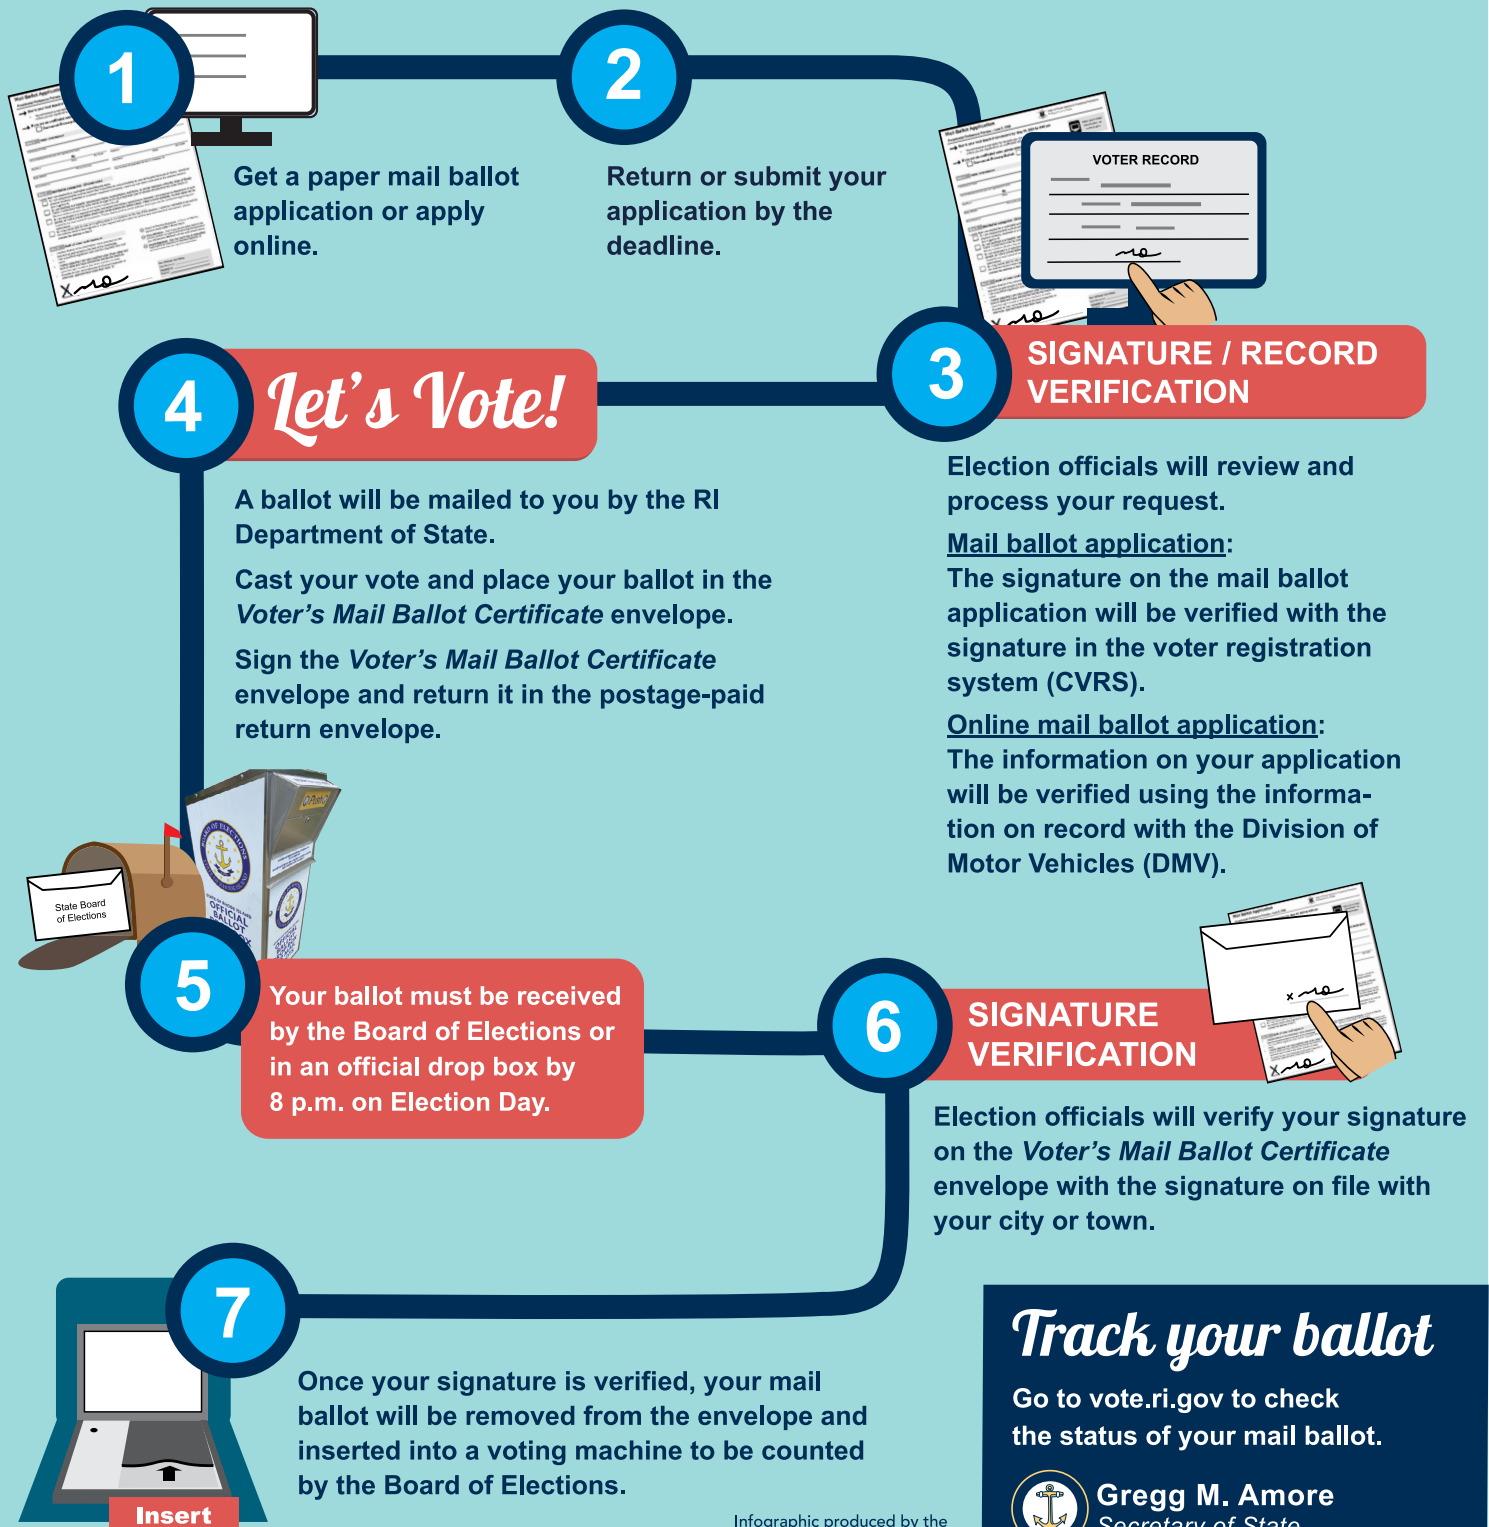 1
Get a paper mail ballot
application or apply
online.
2
Return or submit your
application by the
deadline.
Mail Ballot Application
VOTER RECORD
3
SIGNATURE / RECORD
VERIFICATION
Election officials will review and
process your request.
Mail ballot application:
The signature on the mail ballot
application will be verified with the
signature in the voter registration
system (CVRS).
Online mail ballot application:
The information on your application
will be verified using the informa-
tion on record with the Division of
Motor Vehicles (DMV).
4
Let's Vote!
A ballot will be mailed to you by the RI
Department of State.
Cast your vote and place your ballot in the
Voter's Mail Ballot Certificate envelope.
Sign the Voter's Mail Ballot Certificate
envelope and return it in the postage-paid
return envelope.
State Board
of Elections
BOARD OF ELECTIONS
OFFICIAL
BALLOT
5
Your ballot must be received
by the Board of Elections or
in an official drop box by
8 p.m. on Election Day.
6
SIGNATURE
VERIFICATION
x
Election officials will verify your signature
on the Voter's Mail Ballot Certificate
envelope with the signature on file with
your city or town.
7
Once your signature is verified, your mail
ballot will be removed from the envelope and
inserted into a voting machine to be counted
by the Board of Elections.
Insert
Infographic produced by the
Track your ballot
Go to vote.ri.gov to check
the status of your mail ballot.
Gregg M. Amore
Secretary of State